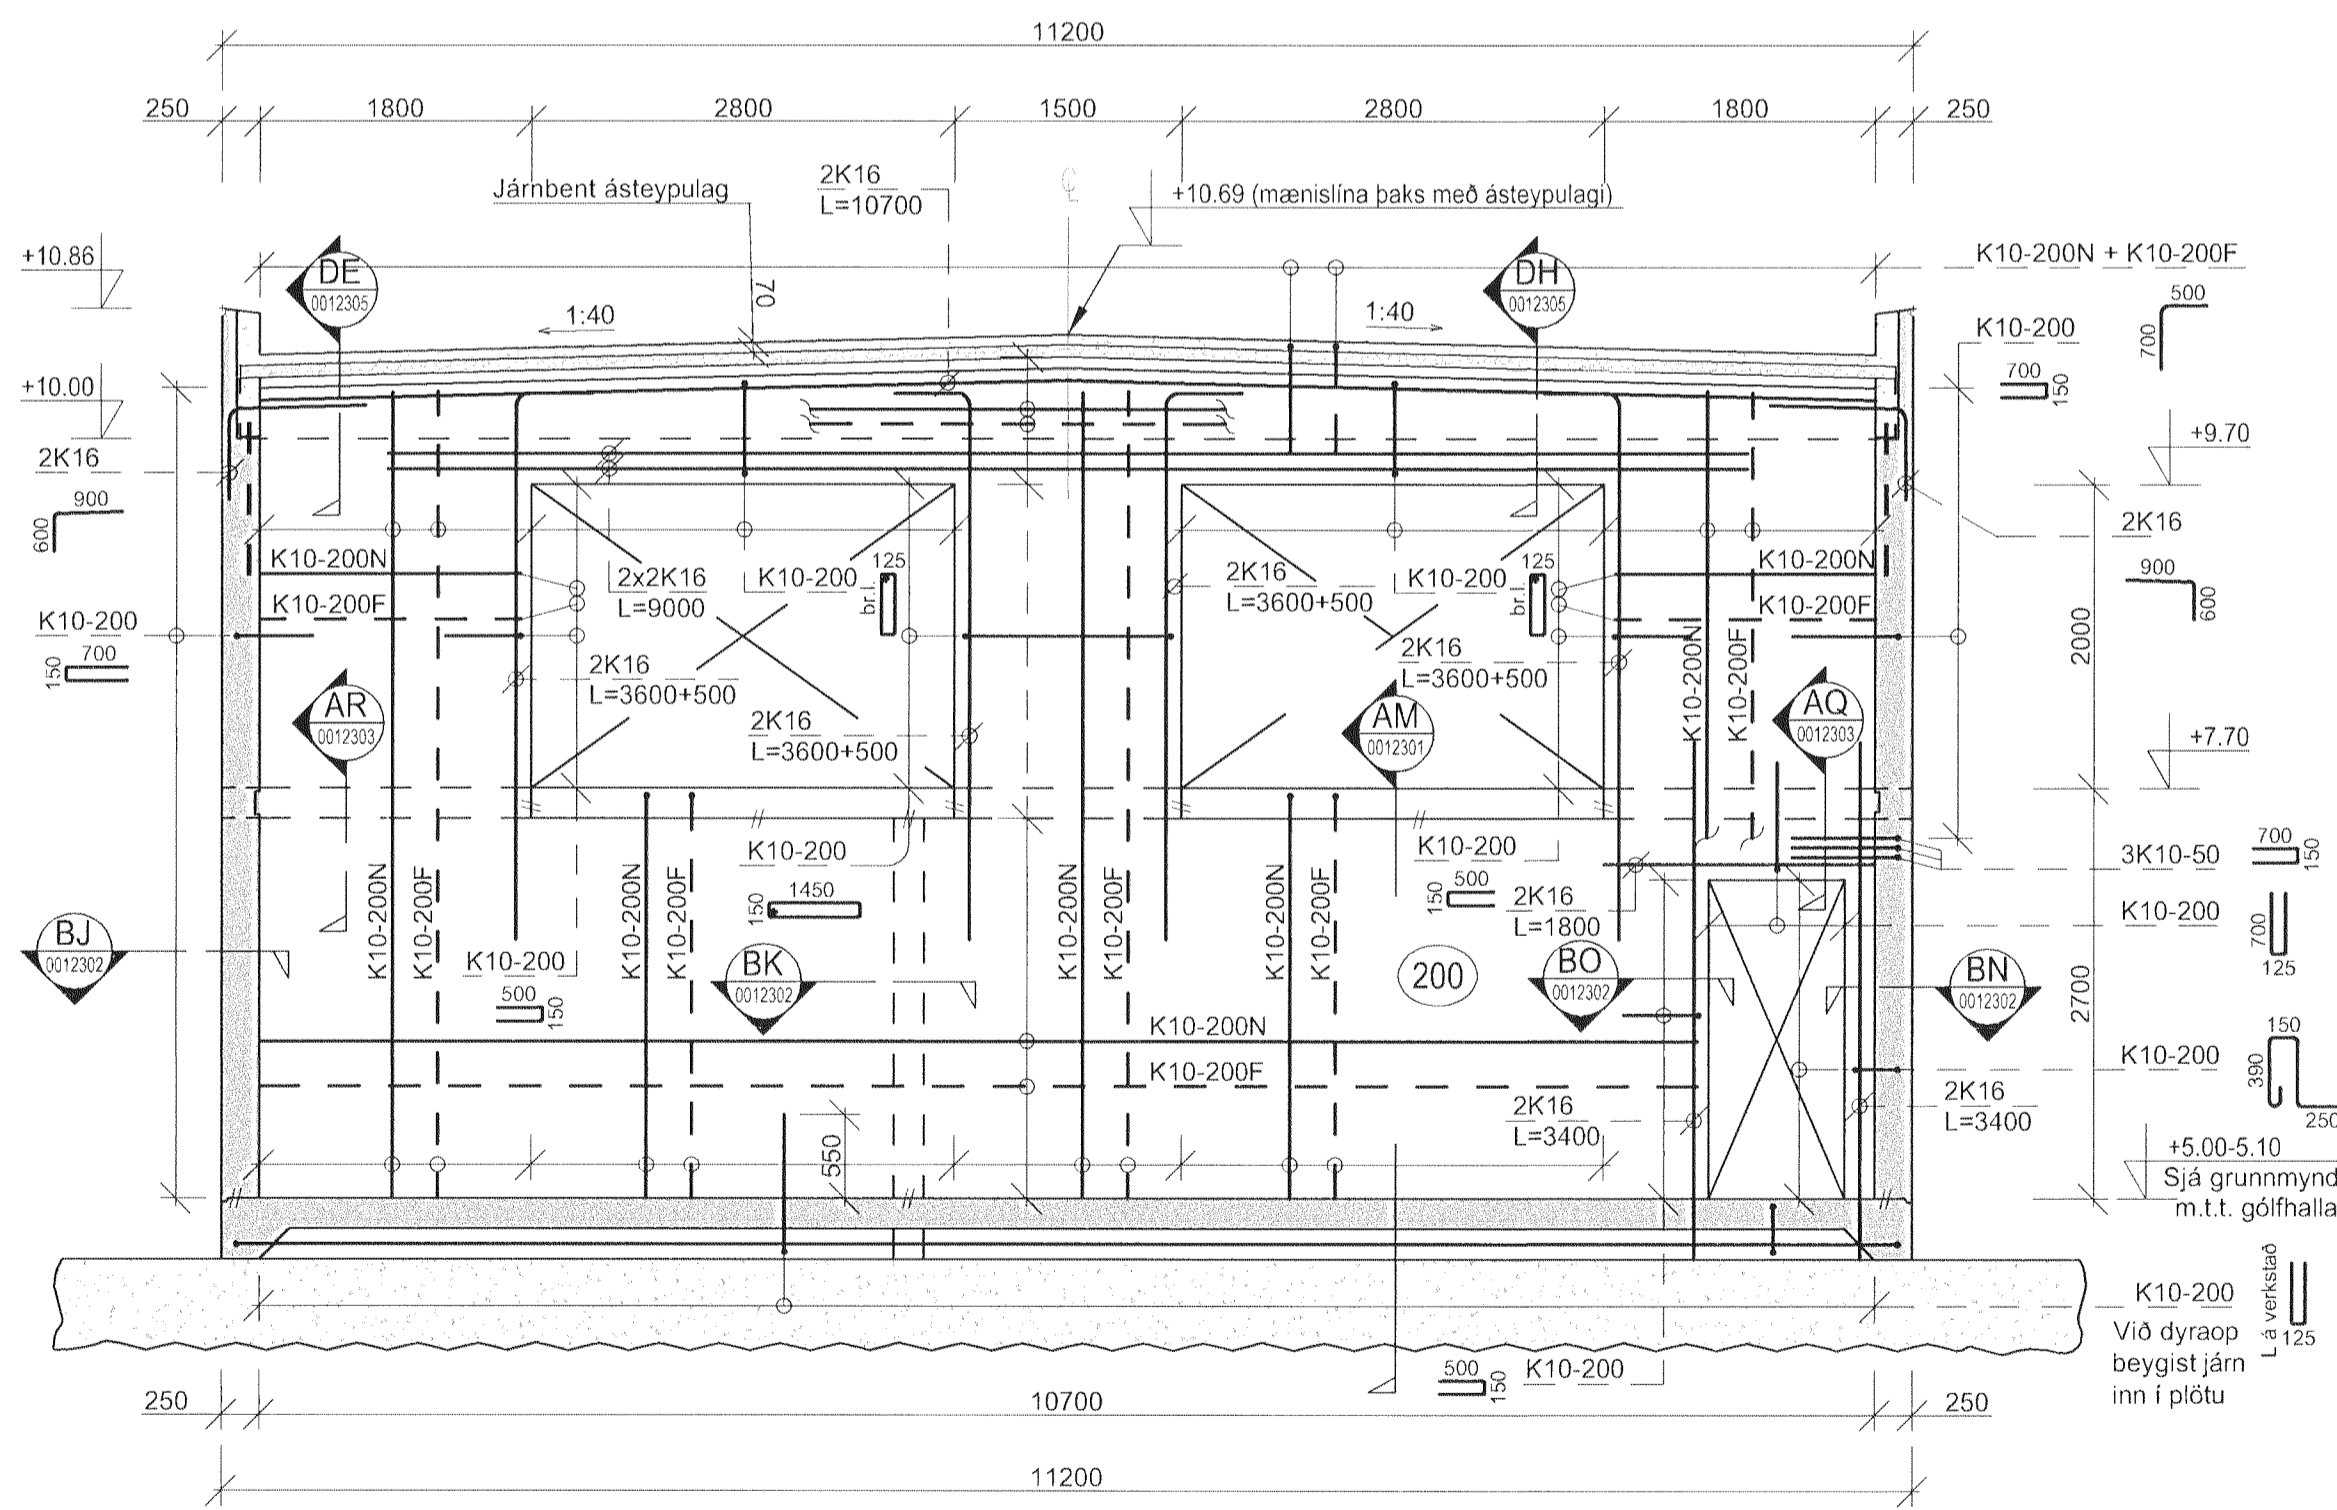 11200
250
1800
2800
1500
2800
1800
250
Járnbent ásteypulag
2K16
L=10700
+10.69 (mænislína þaks með ásteypulagi)
+10.86
DE
0012305
70
1:40
1:40
DH
0012305
K10-200N + K10-200F
500
700
K10-200
700
150
+10.00
+9.70
2K16
900
600
2K16
900
600
K10-200N
K10-200F
2x2K16
L=9000
K10-200
125
br.l.
2K16
L=3600+500
K10-200
125
br.l.
K10-200N
K10-200F
K10-200
700
150
2K16
L=3600+500
2K16
L=3600+500
K10-200N
K10-200F
2000
AR
0012303
2K16
L=3600+500
AM
0012301
AQ
0012303
+7.70
K10-200
1450
150
K10-200
500
150
2K16
L=1800
3K10-50
700
150
K10-200
700
125
K10-200N
K10-200F
K10-200N
K10-200F
K10-200N
K10-200F
K10-200N
K10-200F
BJ
0012302
K10-200
500
150
BK
0012302
200
BO
0012302
BN
0012302
2700
K10-200N
K10-200F
K10-200
150
390
250
2K16
L=3400
2K16
L=3400
550
+5.00-5.10
Sjá grunnmynd
m.t.t. gólfhalla
K10-200
Við dyraop
beygist járn
inn í plötu
L á verkstað
125
500
150
K10-200
250
10700
250
11200